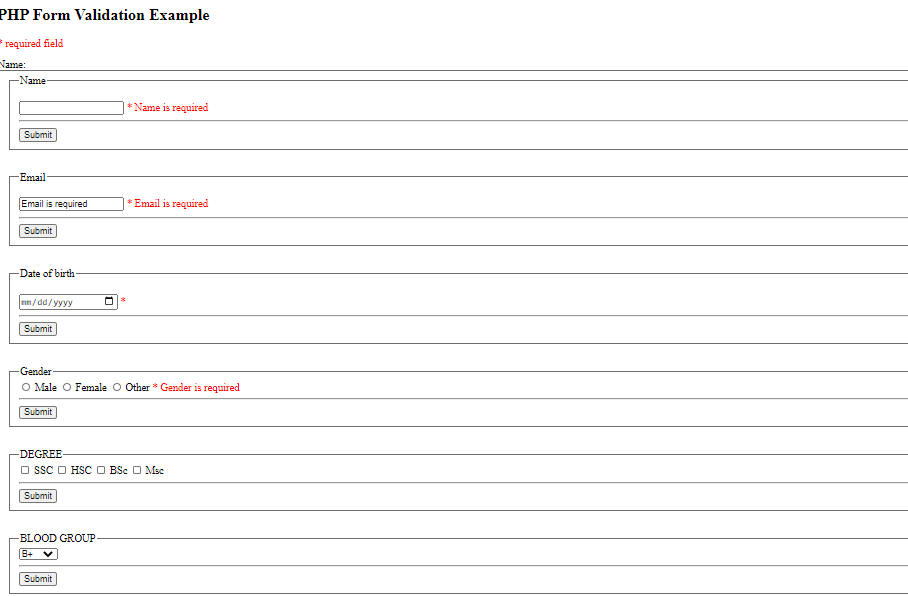 PHP Form Validation Example
* required field
Name:
Name
* Name is required
Submit
Email
Email is required * Email is required
Submit
Date of birth
mm/dd/yyyy *
Submit
Gender
Male Female Other * Gender is required
Submit
DEGREE
SSC HSC BSc Msc
Submit
BLOOD GROUP
B+
Submit